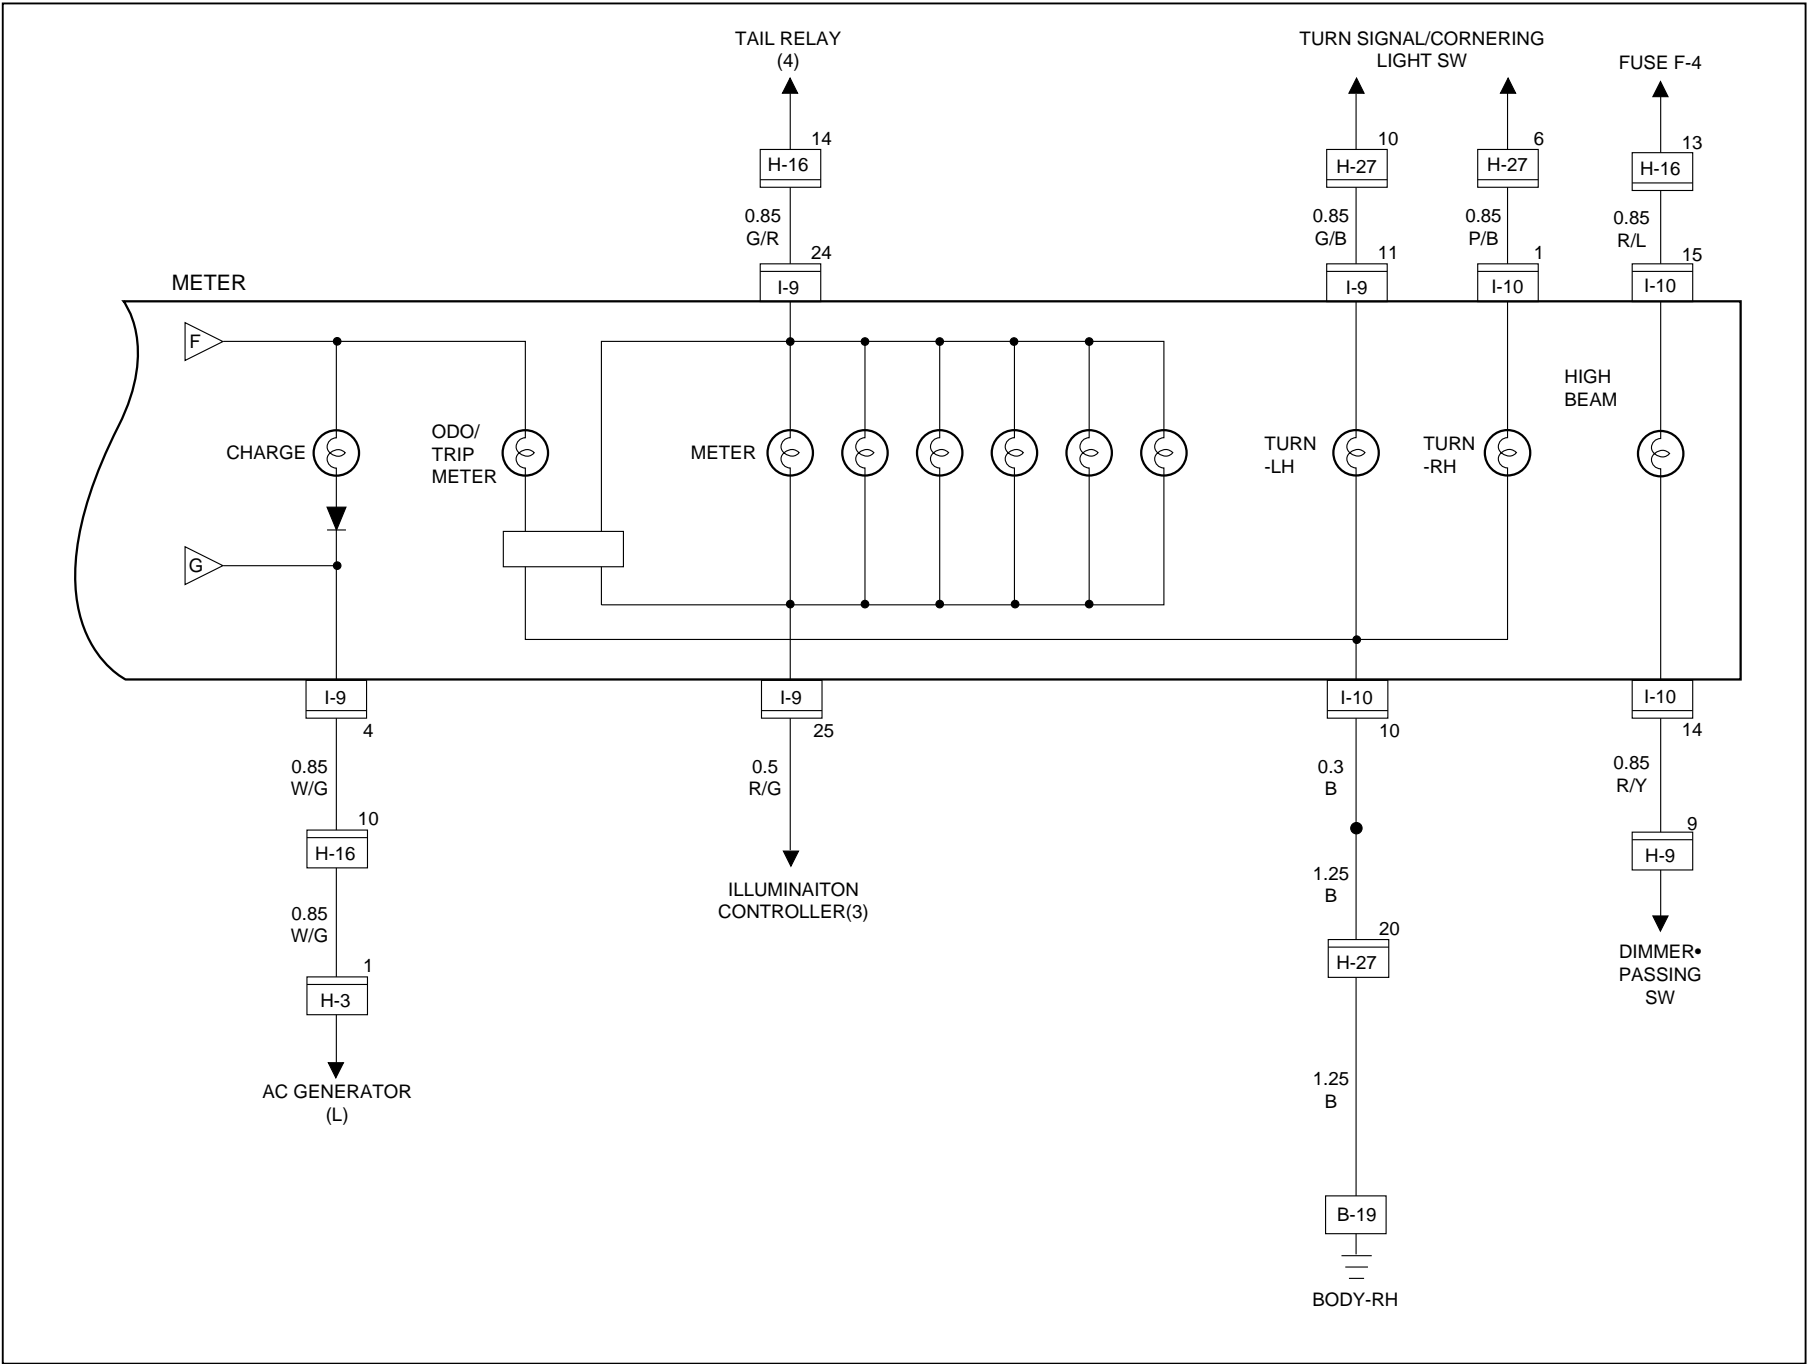 TAIL RELAY
(4)
TURN SIGNAL/CORNERING
LIGHT SW
FUSE F-4
14
H-16
10
H-27
6
H-27
13
H-16
0.85
G/R
0.85
G/B
0.85
P/B
0.85
R/L
24
I-9
11
I-9
1
I-10
15
I-10
METER
F
HIGH
BEAM
CHARGE
ODO/
TRIP
METER
METER
TURN
-LH
TURN
-RH
G
I-9
4
I-9
25
I-10
10
I-10
14
0.85
W/G
0.5
R/G
0.3
B
0.85
R/Y
10
H-16
9
H-9
ILLUMINAITON
CONTROLLER(3)
1.25
B
0.85
W/G
20
H-27
DIMMER•
PASSING
SW
1
H-3
AC GENERATOR
(L)
1.25
B
B-19
BODY-RH